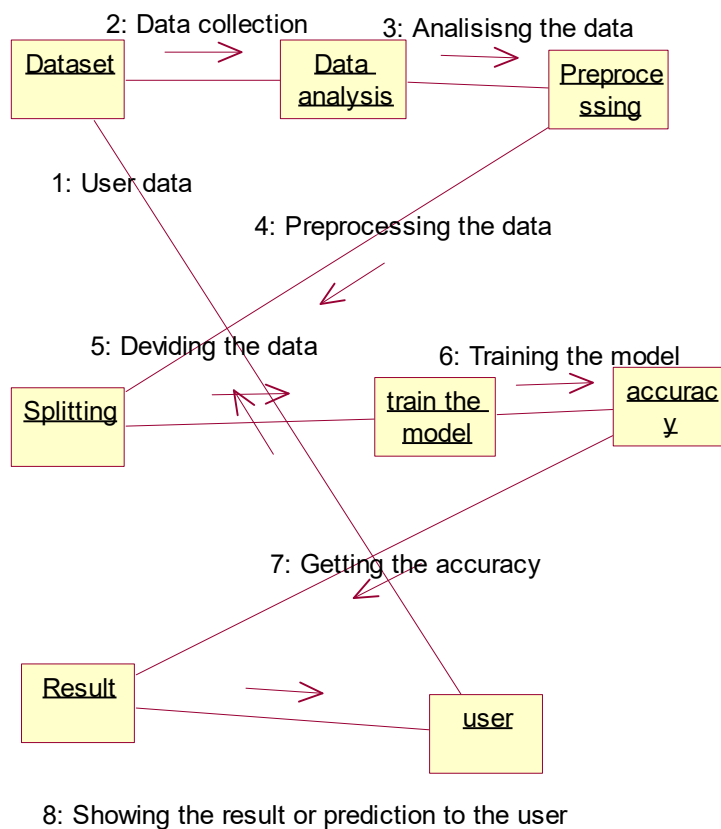 2: Data collection
3: Analisisng the data
Dataset
Data
analysis
Preproce
ssing
1: User data
4: Preprocessing the data
5: Deviding the data
6: Training the model
Splitting
train the
model
accurac
y
7: Getting the accuracy
Result
user
8: Showing the result or prediction to the user